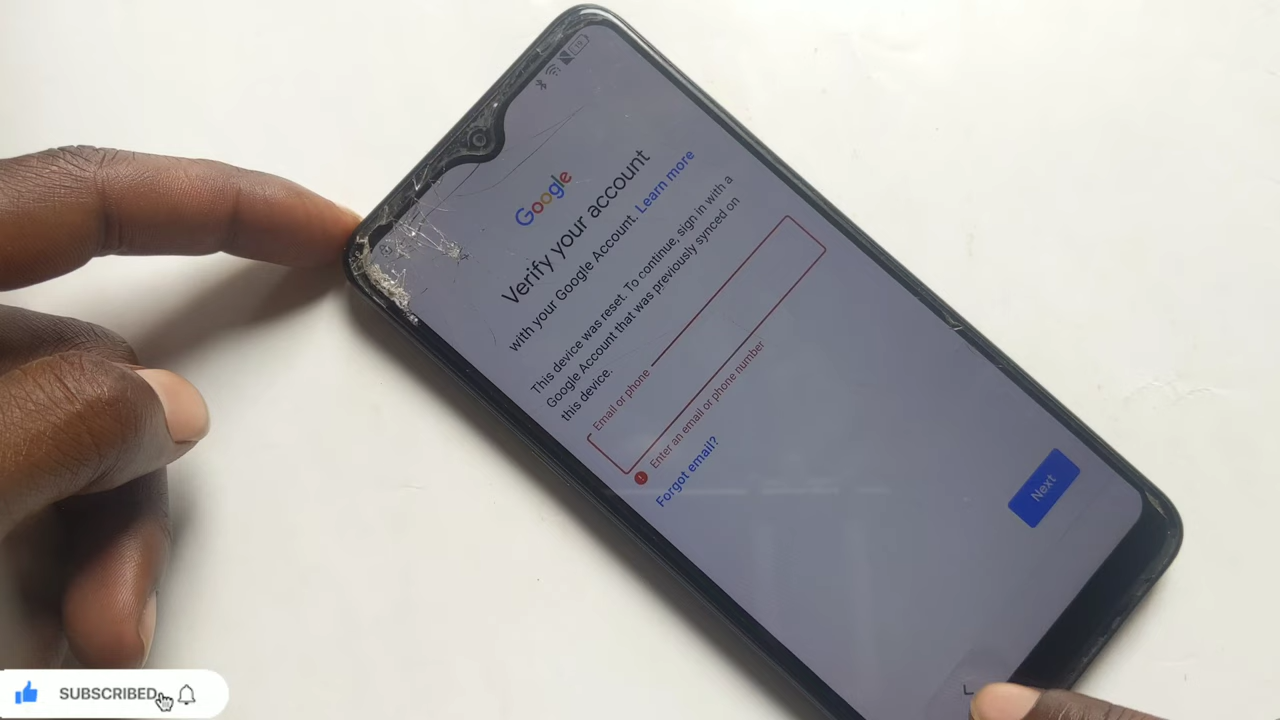 Google
Verify your account
with your Google Account. Learn more
This device was reset. To continue, sign in with a
Google Account that was previously synced on
this device.
Email or phone
Enter an email or phone number
Forgot email?
Next
SUBSCRIBED